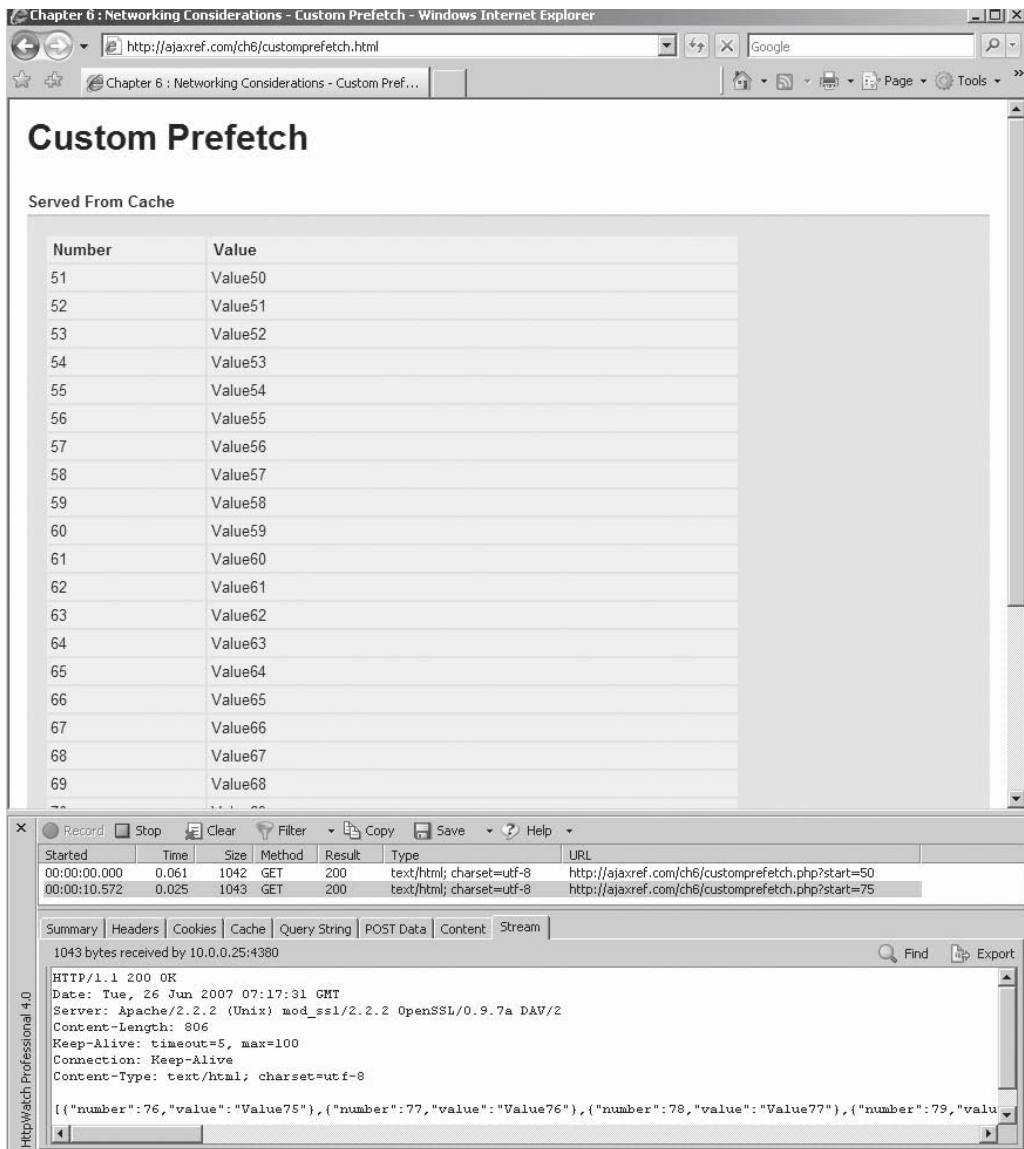 Chapter 6 : Networking Considerations - Custom Prefetch - Windows Internet Explorer
http://ajaxref.com/ch6/customprefetch.html
Google
Chapter 6 : Networking Considerations - Custom Pref...
Page
Tools
Custom Prefetch
Served From Cache
Number Value
51 Value50
52 Value51
53 Value52
54 Value53
55 Value54
56 Value55
57 Value56
58 Value57
59 Value58
60 Value59
61 Value60
62 Value61
63 Value62
64 Value63
65 Value64
66 Value65
67 Value66
68 Value67
69 Value68
Record Stop Clear Filter Copy Save Help
Started Time Size Method Result Type URL
00:00:00.000 0.061 1042 GET 200 text/html; charset=utf-8 http://ajaxref.com/ch6/customprefetch.php?start=50
00:00:10.572 0.025 1043 GET 200 text/html; charset=utf-8 http://ajaxref.com/ch6/customprefetch.php?start=75
Summary Headers Cookies Cache Query String POST Data Content Stream
1043 bytes received by 10.0.0.25:4380
Find Export
HTTP/1.1 200 OK
Date: Tue, 26 Jun 2007 07:17:31 GMT
Server: Apache/2.2.2 (Unix) mod_ssl/2.2.2 OpenSSL/0.9.7a DAV/2
Content-Length: 806
Keep-Alive: timeout=5, max=100
Connection: Keep-Alive
Content-Type: text/html; charset=utf-8
[{"number":76,"value":"Value75"},{"number":77,"value":"Value76"},{"number":78,"value":"Value77"},{"number":79,"valu
HttpWatch Professional 4.0